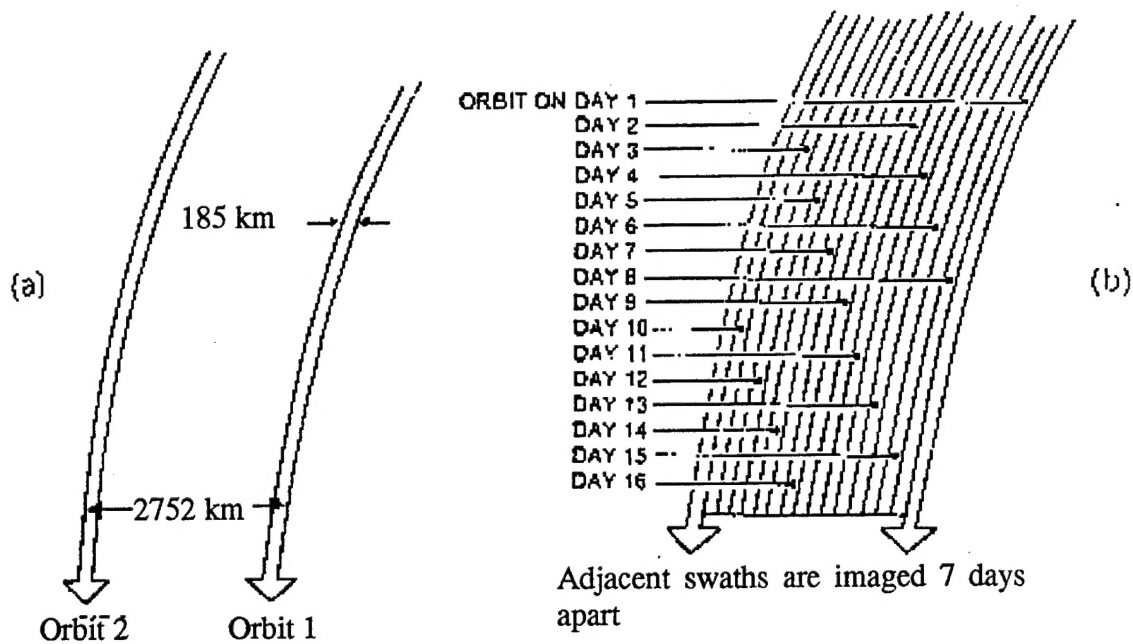 185 km
(a)
2752 km
Orbit 2
Orbit 1
ORBIT ON DAY 1
DAY 2
DAY 3
DAY 4
DAY 5
DAY 6
DAY 7
DAY 8
DAY 9
DAY 10
DAY 11
DAY 12
DAY 13
DAY 14
DAY 15
DAY 16
(b)
Adjacent swaths are imaged 7 days
apart